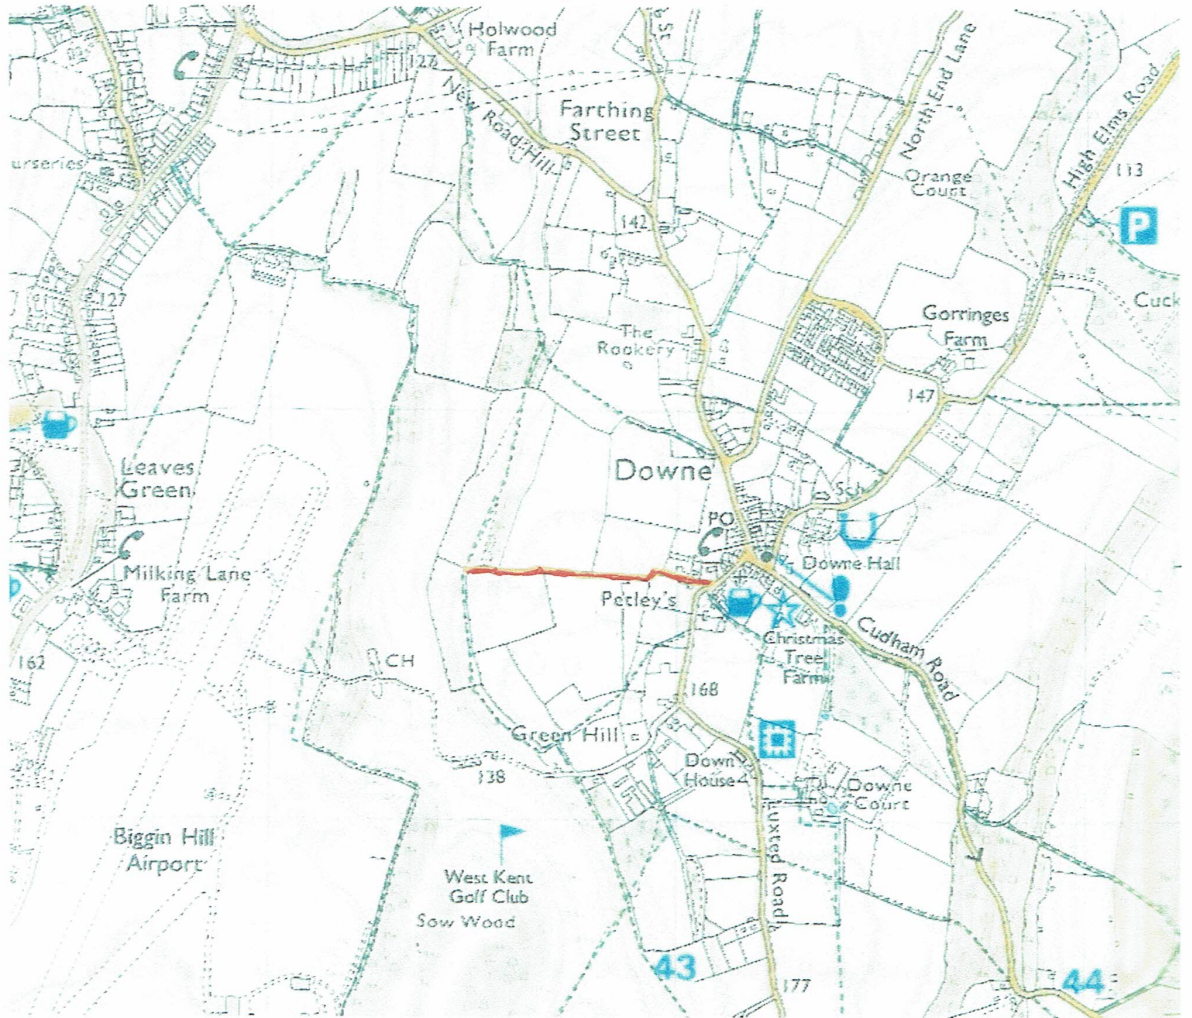 Holwood
Farm
126
New Road Hill
Farthing
Street
North End Lane
High Elms Road
113
P
urseries
Orange
Court
142
127
Cuck
Gorringes
Farm
The
Rookery
147
Leaves
Green
Downe
Sch
PO
Downe Hall
Milking Lane
Farm
Petley's
Christmas
Tree
Farm
Cudham Road
162
CH
168
Green Hill
138
Down
House
Downe
Court
Luxted Road
Biggin Hill
Airport
West Kent
Golf Club
Sow Wood
43
44
177